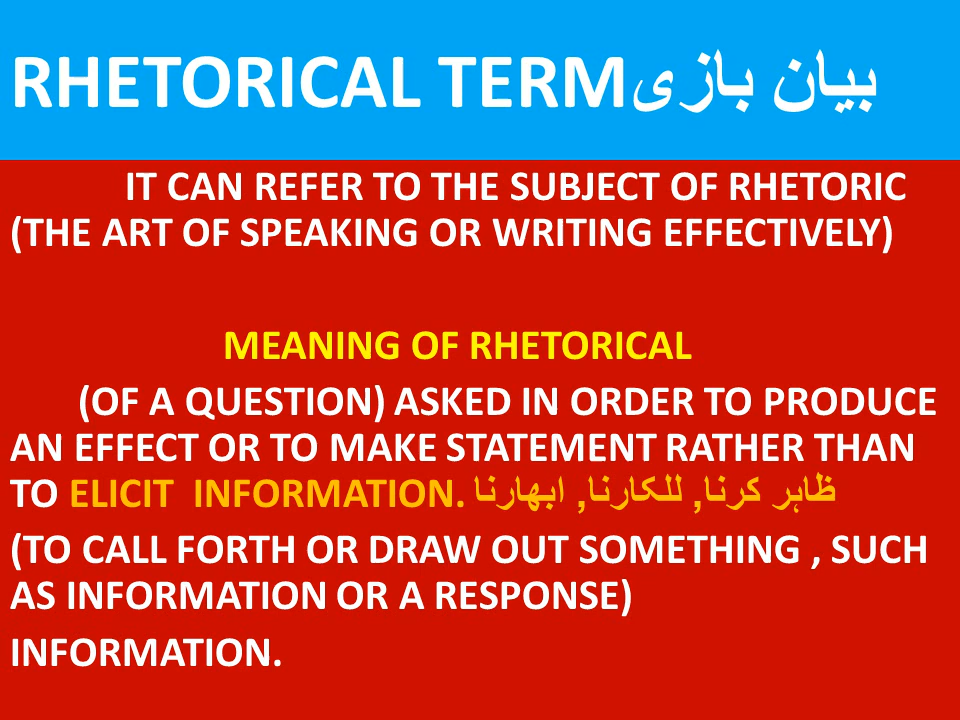 RHETORICAL TERM بیان بازی
IT CAN REFER TO THE SUBJECT OF RHETORIC
(THE ART OF SPEAKING OR WRITING EFFECTIVELY)
MEANING OF RHETORICAL
(OF A QUESTION) ASKED IN ORDER TO PRODUCE
AN EFFECT OR TO MAKE STATEMENT RATHER THAN
TO ELICIT INFORMATION. ظاہر کرنا, للکارنا, ابھارنا
(TO CALL FORTH OR DRAW OUT SOMETHING , SUCH
AS INFORMATION OR A RESPONSE)
INFORMATION.